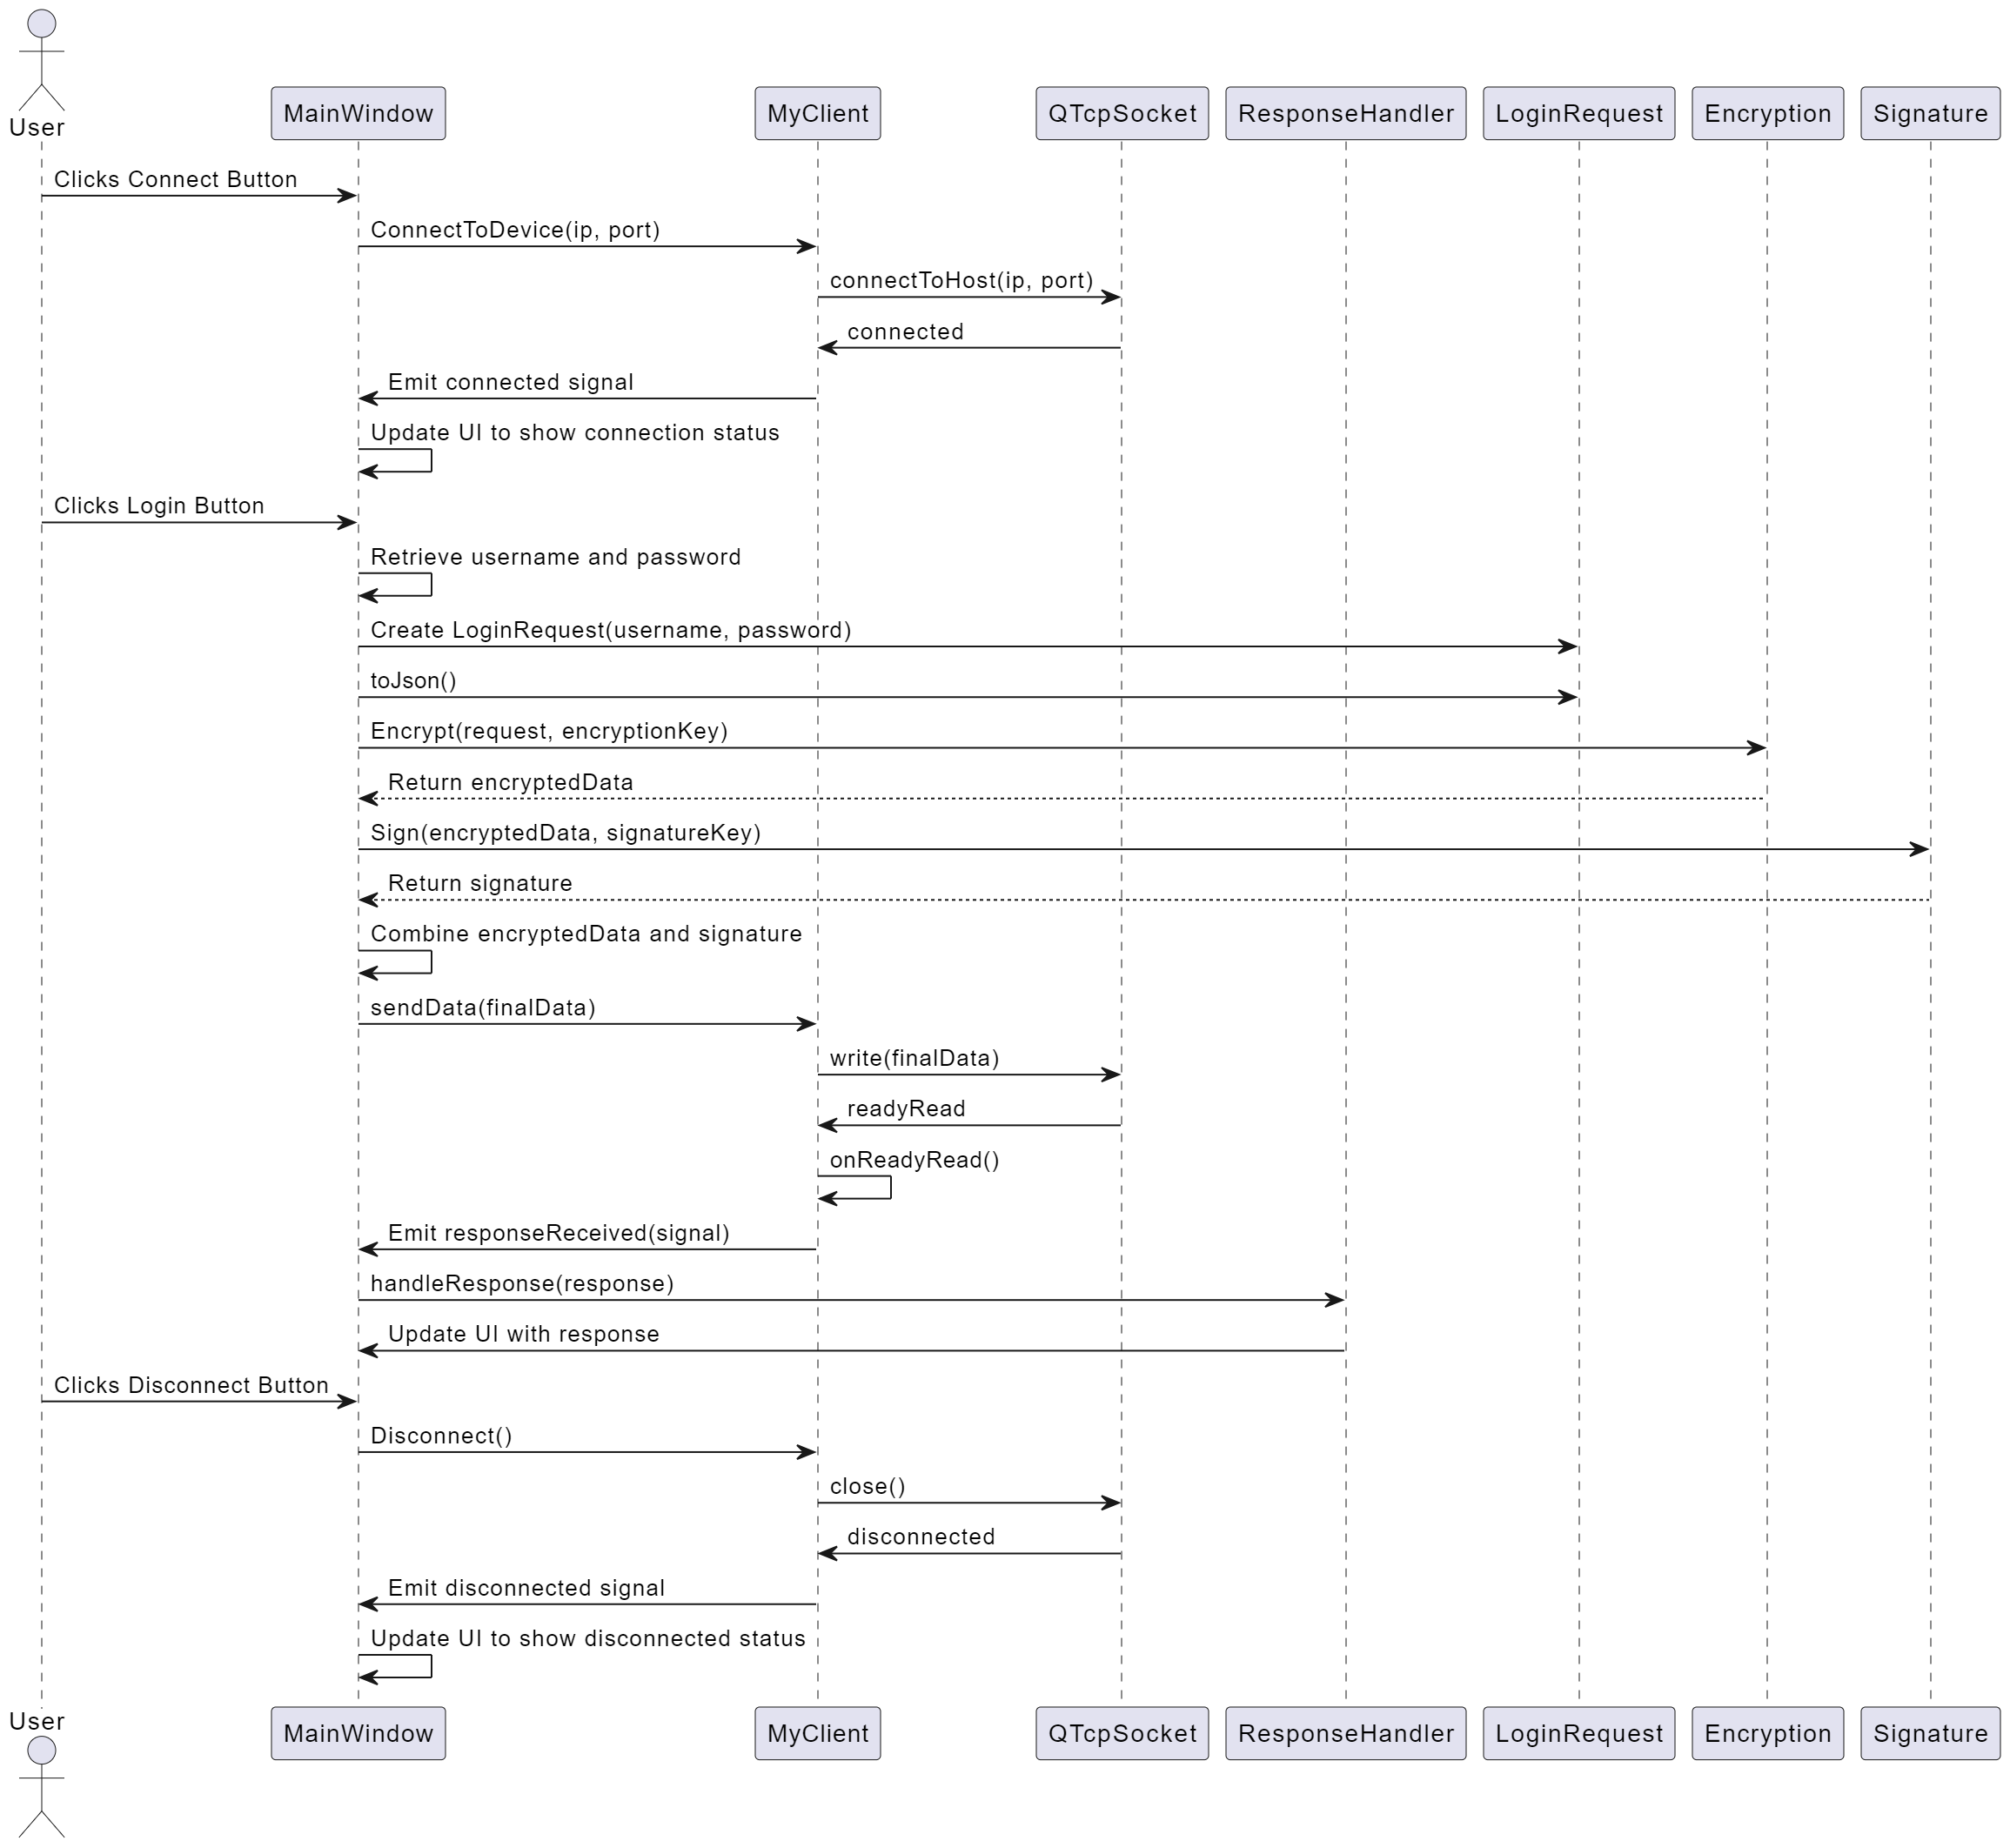 User
MainWindow
MyClient
QTcpSocket
ResponseHandler
LoginRequest
Encryption
Signature
Clicks Connect Button
ConnectToDevice(ip, port)
connectToHost(ip, port)
connected
Emit connected signal
Update UI to show connection status
Clicks Login Button
Retrieve username and password
Create LoginRequest(username, password)
toJson()
Encrypt(request, encryptionKey)
Return encryptedData
Sign(encryptedData, signatureKey)
Return signature
Combine encryptedData and signature
sendData(finalData)
write(finalData)
readyRead
onReadyRead()
Emit responseReceived(signal)
handleResponse(response)
Update UI with response
Clicks Disconnect Button
Disconnect()
close()
disconnected
Emit disconnected signal
Update UI to show disconnected status
User
MainWindow
MyClient
QTcpSocket
ResponseHandler
LoginRequest
Encryption
Signature